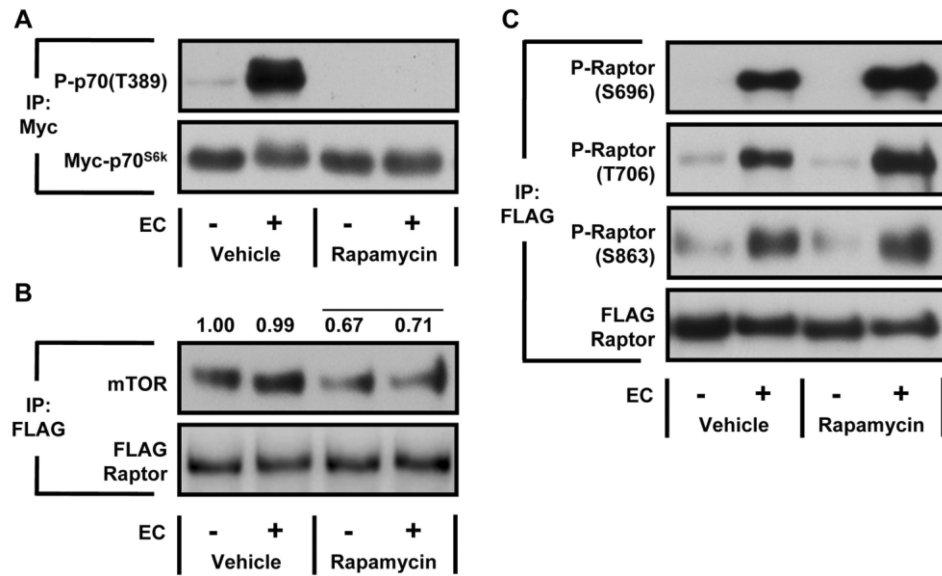 A
IP:
Myc
P-p70(T389)
Myc-p70S6k
EC - + - +
Vehicle Rapamycin
B
1.00 0.99 0.67 0.71
IP:
FLAG
mTOR
FLAG
Raptor
EC - + - +
Vehicle Rapamycin
C
IP:
FLAG
P-Raptor
(S696)
P-Raptor
(T706)
P-Raptor
(S863)
FLAG
Raptor
EC - + - +
Vehicle Rapamycin